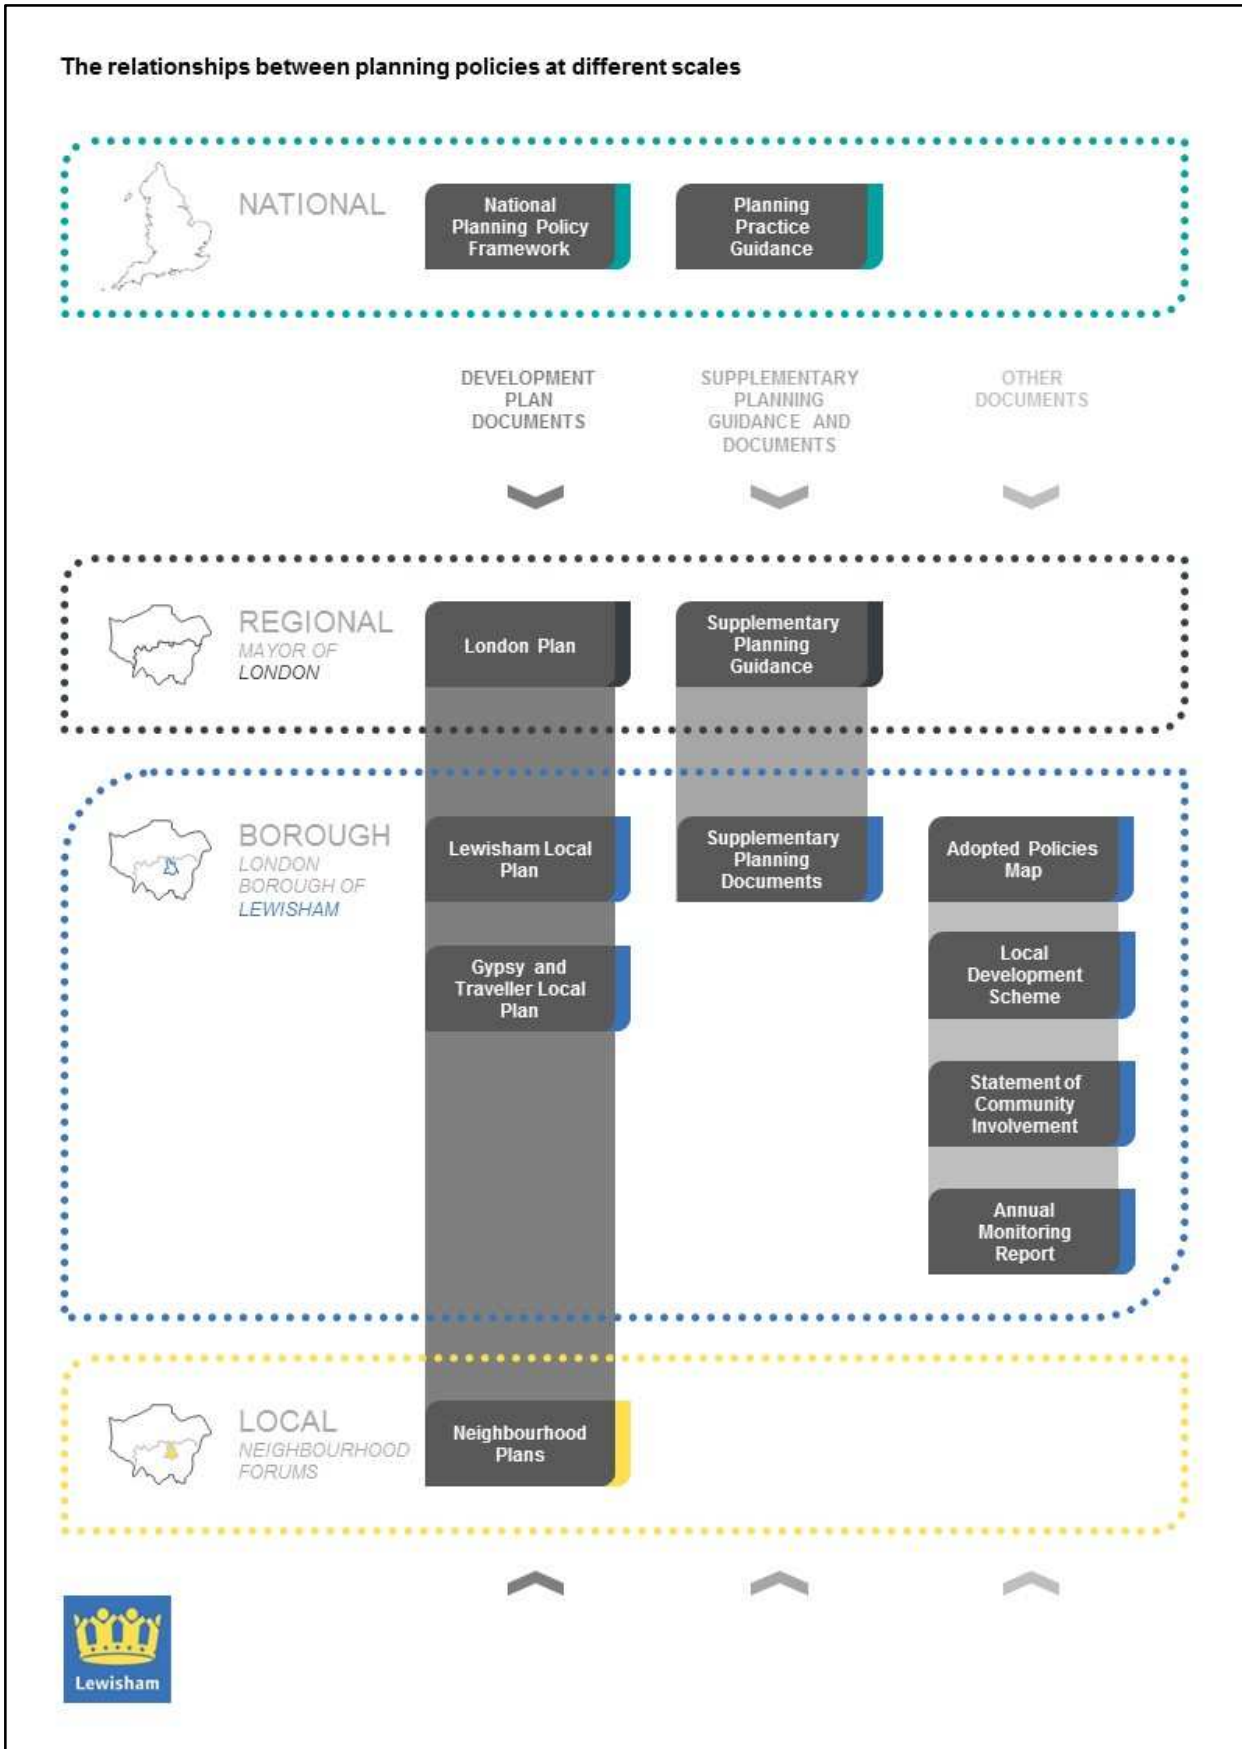 The relationships between planning policies at different scales
NATIONAL
National
Planning Policy
Framework
Planning
Practice
Guidance
DEVELOPMENT
PLAN
DOCUMENTS
SUPPLEMENTARY
PLANNING
GUIDANCE AND
DOCUMENTS
OTHER
DOCUMENTS
REGIONAL
MAYOR OF
LONDON
London Plan
Supplementary
Planning
Guidance
BOROUGH
LONDON
BOROUGH OF
LEWISHAM
Lewisham Local
Plan
Supplementary
Planning
Documents
Adopted Policies
Map
Gypsy and
Traveller Local
Plan
Local
Development
Scheme
Statement of
Community
Involvement
Annual
Monitoring
Report
LOCAL
NEIGHBOURHOOD
FORUMS
Neighbourhood
Plans
Lewisham